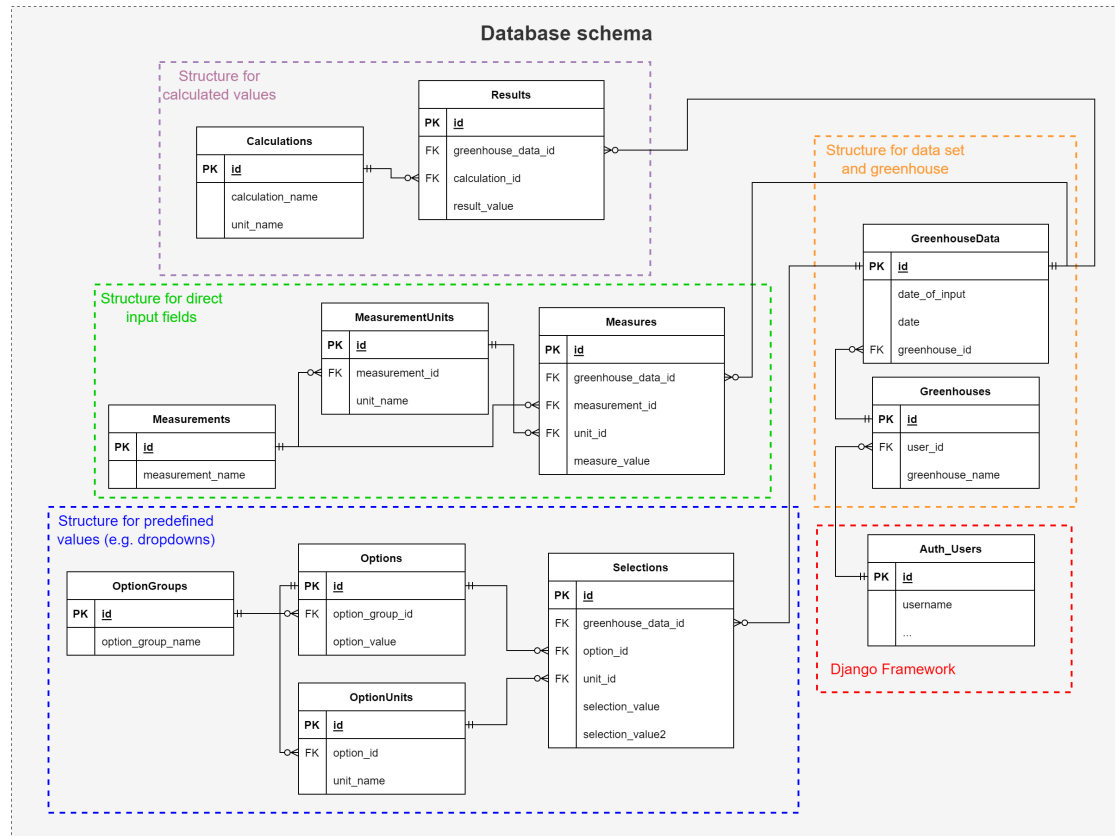 Database schema
Structure for
calculated values
Results
PK id
FK greenhouse_data_id
FK calculation_id
result_value
Calculations
PK id
calculation_name
unit_name
Structure for data set
and greenhouse
GreenhouseData
PK id
date_of_input
date
FK greenhouse_id
Greenhouses
PK id
FK user_id
greenhouse_name
Structure for direct
input fields
MeasurementUnits
PK id
FK measurement_id
unit_name
Measures
PK id
FK greenhouse_data_id
FK measurement_id
FK unit_id
measure_value
Measurements
PK id
measurement_name
Structure for predefined
values (e.g. dropdowns)
OptionGroups
PK id
option_group_name
Options
PK id
FK option_group_id
option_value
OptionUnits
PK id
FK option_id
unit_name
Selections
PK id
FK greenhouse_data_id
FK option_id
FK unit_id
selection_value
selection_value2
Auth_Users
PK id
username
...
Django Framework